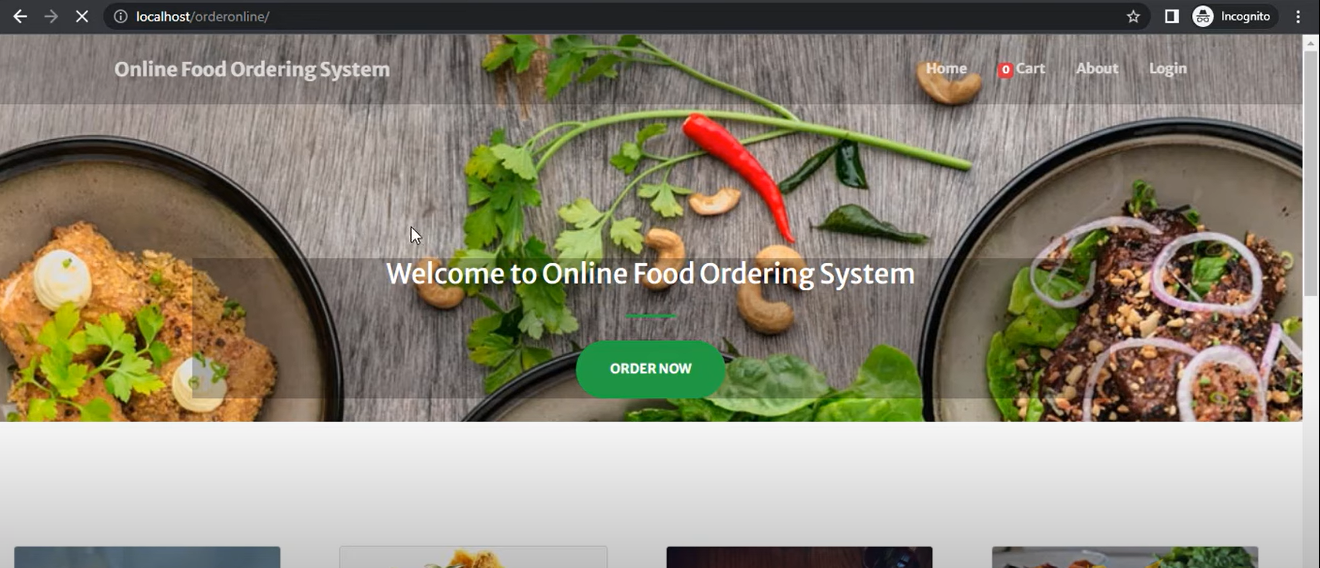 localhost/orderonline/
Incognito
Online Food Ordering System
Home
0 Cart
About
Login
Welcome to Online Food Ordering System
ORDER NOW